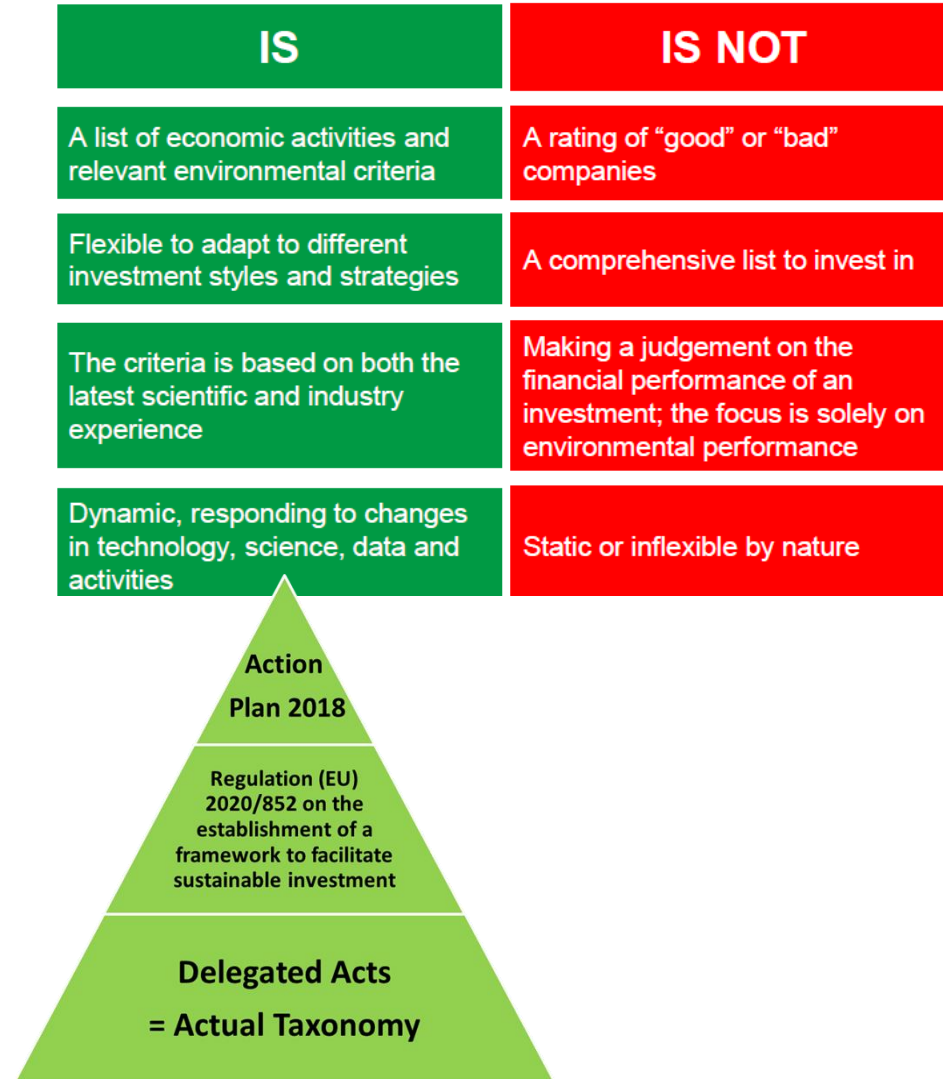 IS
IS NOT
A list of economic activities and
relevant environmental criteria
A rating of “good” or “bad”
companies
Flexible to adapt to different
investment styles and strategies
A comprehensive list to invest in
The criteria is based on both the
latest scientific and industry
experience
Making a judgement on the
financial performance of an
investment; the focus is solely on
environmental performance
Dynamic, responding to changes
in technology, science, data and
activities
Static or inflexible by nature
Action
Plan 2018
Regulation (EU)
2020/852 on the
establishment of a
framework to facilitate
sustainable investment
Delegated Acts
= Actual Taxonomy